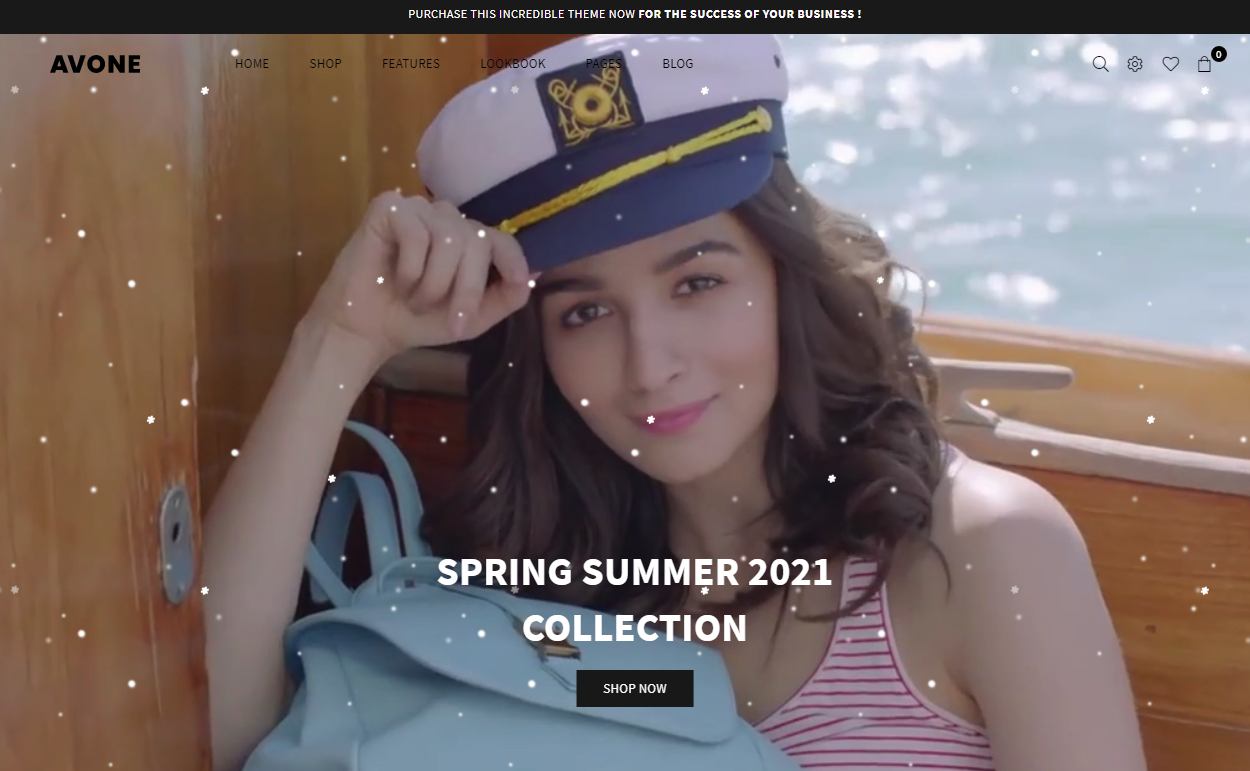 PURCHASE THIS INCREDIBLE THEME NOW FOR THE SUCCESS OF YOUR BUSINESS !
AVONE HOME SHOP FEATURES LOOKBOOK PAGES BLOG 0
SPRING SUMMER 2021
COLLECTION
SHOP NOW